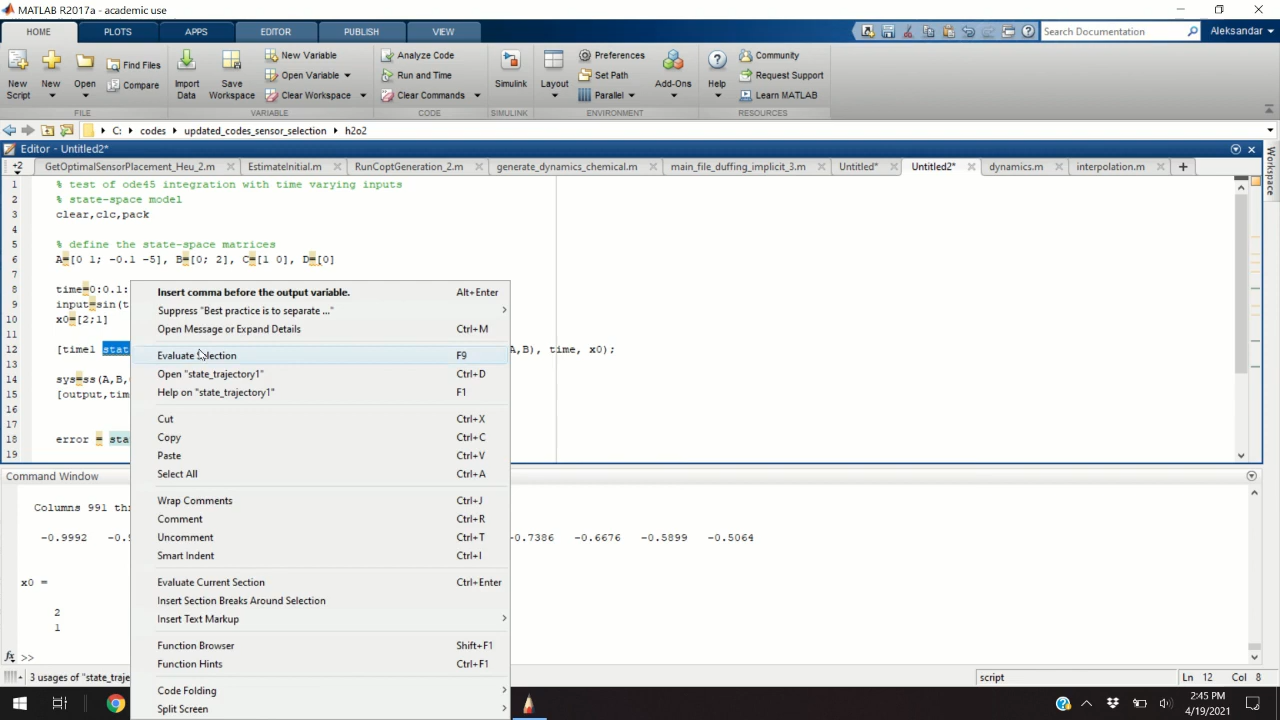 MATLAB R2017a - academic use
HOME PLOTS APPS EDITOR PUBLISH VIEW Search Documentation Aleksandar
New Script
New
Open
Find Files
Compare
Import Data
Save Workspace
New Variable
Open Variable
Clear Workspace
Analyze Code
Run and Time
Clear Commands
Simulink
Layout
Preferences
Set Path
Parallel
Add-Ons
Help
Community
Request Support
Learn MATLAB
FILE VARIABLE CODE SIMULINK ENVIRONMENT RESOURCES
C: codes updated_codes_sensor_selection h2o2
Editor - Untitled2*
+2 GetOptimalSensorPlacement_Heu_2.m EstimateInitial.m RunCoptGeneration_2.m generate_dynamics_chemical.m main_file_duffing_implicit_3.m Untitled* Untitled2* dynamics.m interpolation.m +
Workspace
1 % test of ode45 integration with time varying inputs
2 % state-space model
3 clear,clc,pack
4
5 % define the state-space matrices
6 A=[0 1; -0.1 -5], B=[0; 2], C=[1 0], D=[0]
7
8 time=0:0.1:
9 input=sin(t
10 x0=[2;1]
11
12 [time1 stat A,B), time, x0);
13
14 sys=ss(A,B,
15 [output,tim
16
17
18 error = sta
19
Insert comma before the output variable. Alt+Enter
Suppress "Best practice is to separate ..."
Open Message or Expand Details Ctrl+M
Evaluate Selection F9
Open "state_trajectory1" Ctrl+D
Help on "state_trajectory1" F1
Cut Ctrl+X
Copy Ctrl+C
Paste Ctrl+V
Select All Ctrl+A
Wrap Comments Ctrl+J
Comment Ctrl+R
Uncomment Ctrl+T
Smart Indent Ctrl+I
Evaluate Current Section Ctrl+Enter
Insert Section Breaks Around Selection
Insert Text Markup
Function Browser Shift+F1
Function Hints Ctrl+F1
Code Folding
Split Screen
Command Window
Columns 991 th
-0.9992 -0.7386 -0.6676 -0.5899 -0.5064
x0 =
2
1
fx >>
3 usages of "state_traje script Ln 12 Col 8
2:45 PM
4/19/2021